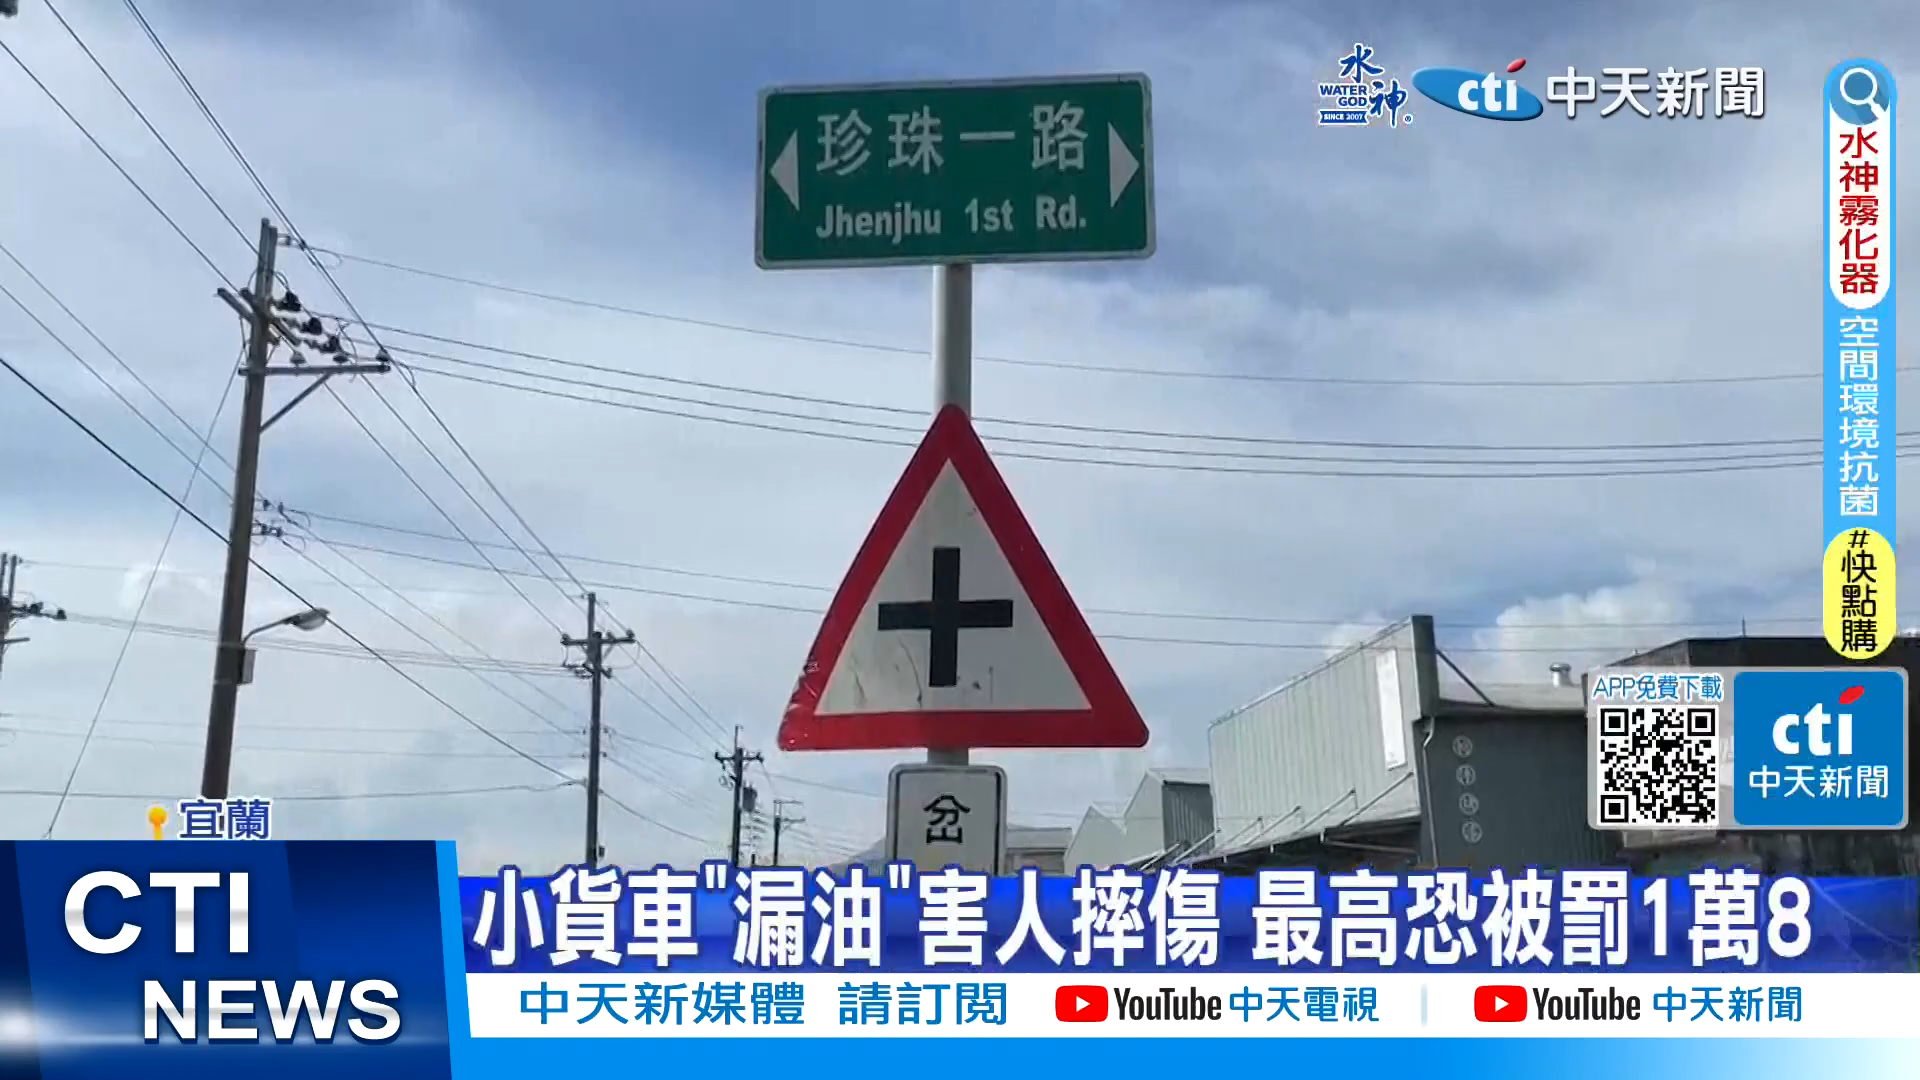 水神
WATER GOD
SINCE 2007
cti 中天新聞
珍珠一路
Jhenjhu 1st Rd.
岔
水神霧化器
空間環境抗菌
#快點購
APP免費下載
cti
中天新聞
宜蘭
CTI NEWS
小貨車"漏油"害人摔傷 最高恐被罰1萬8
中天新媒體 請訂閱 YouTube 中天電視 YouTube 中天新聞